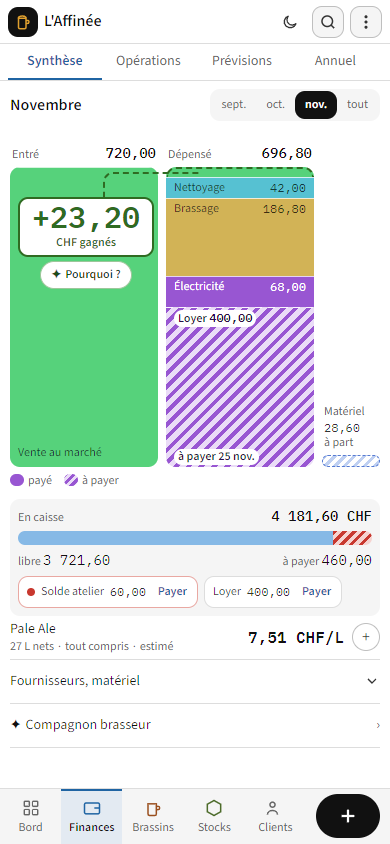 L'Affinée
Synthèse Opérations Prévisions Annuel
Novembre sept. oct. nov. tout
Entré 720,00 Dépensé 696,80
Nettoyage 42,00
+23,20
CHF gagnés
Brassage 186,80
✦ Pourquoi ?
Électricité 68,00
Loyer 400,00
Matériel
28,60
à part
Vente au marché
à payer 25 nov.
payé à payer
En caisse 4 181,60 CHF
libre 3 721,60 à payer 460,00
Solde atelier 60,00 Payer Loyer 400,00 Payer
Pale Ale
27 L nets · tout compris · estimé
7,51 CHF/L +
Fournisseurs, matériel
✦ Compagnon brasseur ›
Bord Finances Brassins Stocks Clients +